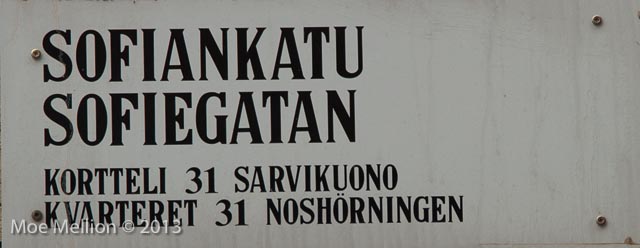 SOFIANKATU
SOFIEGATAN
KORTTELI 31 SARVIKUONO
KVARTERET 31 NOSHÖRNINGEN
Moe Mellion © 2013